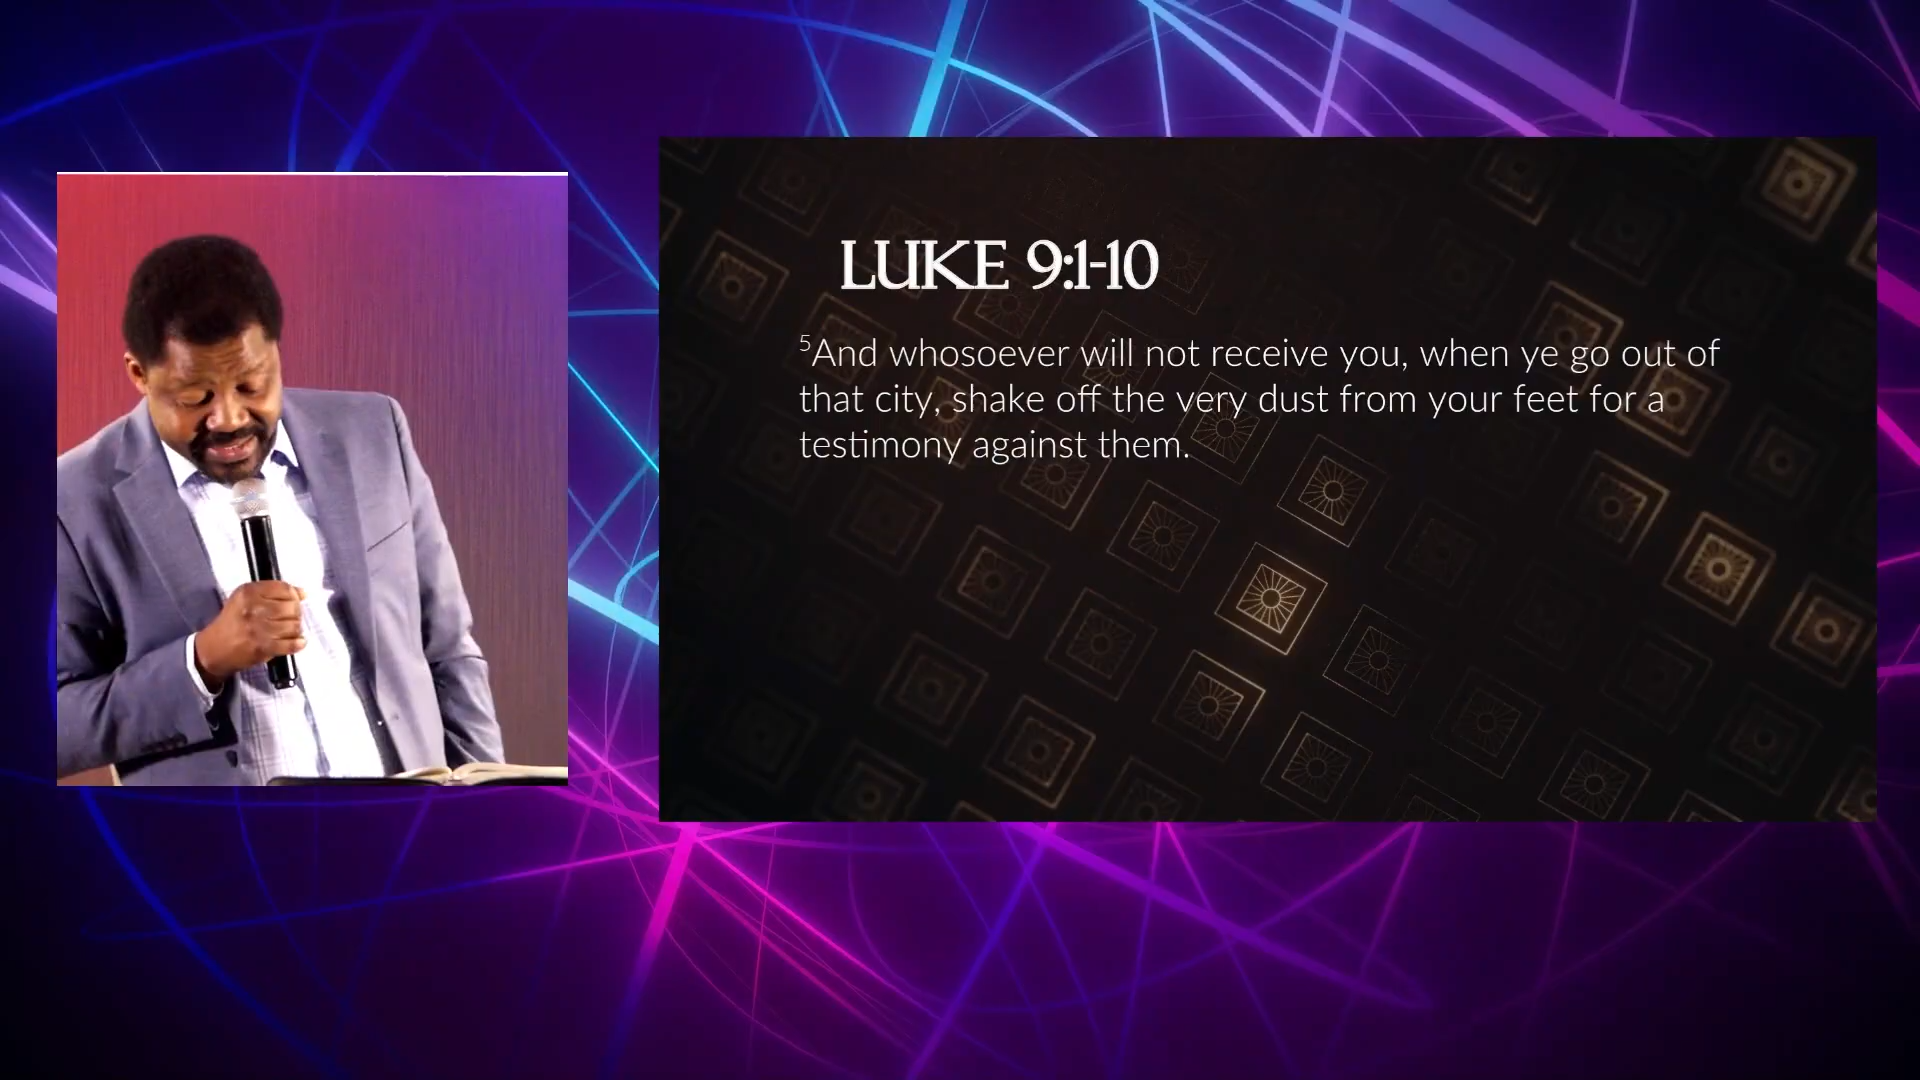 LUKE 9:1-10
⁵And whosoever will not receive you, when ye go out of
that city, shake off the very dust from your feet for a
testimony against them.